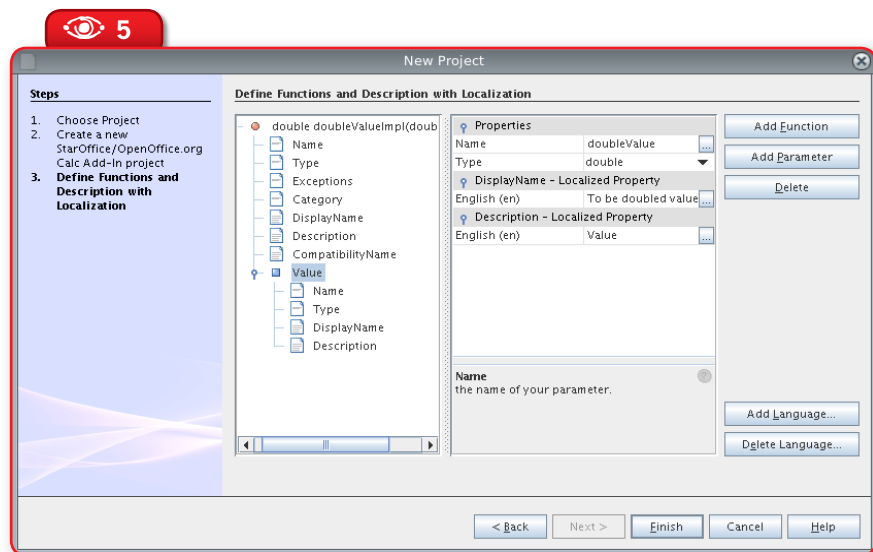 5
New Project
Steps
1. Choose Project
2. Create a new
StarOffice/OpenOffice.org
Calc Add-In project
3. Define Functions and
Description with
Localization
Define Functions and Description with Localization
double doubleValueImpl(doub
Name
Type
Exceptions
Category
DisplayName
Description
CompatibilityName
Value
Name
Type
DisplayName
Description
Properties
Name doubleValue ...
Type double
DisplayName - Localized Property
English (en) To be doubled value ...
Description - Localized Property
English (en) Value ...
Name
the name of your parameter.
?
Add Function
Add Parameter
Delete
Add Language...
Delete Language...
< Back
Next >
Finish
Cancel
Help